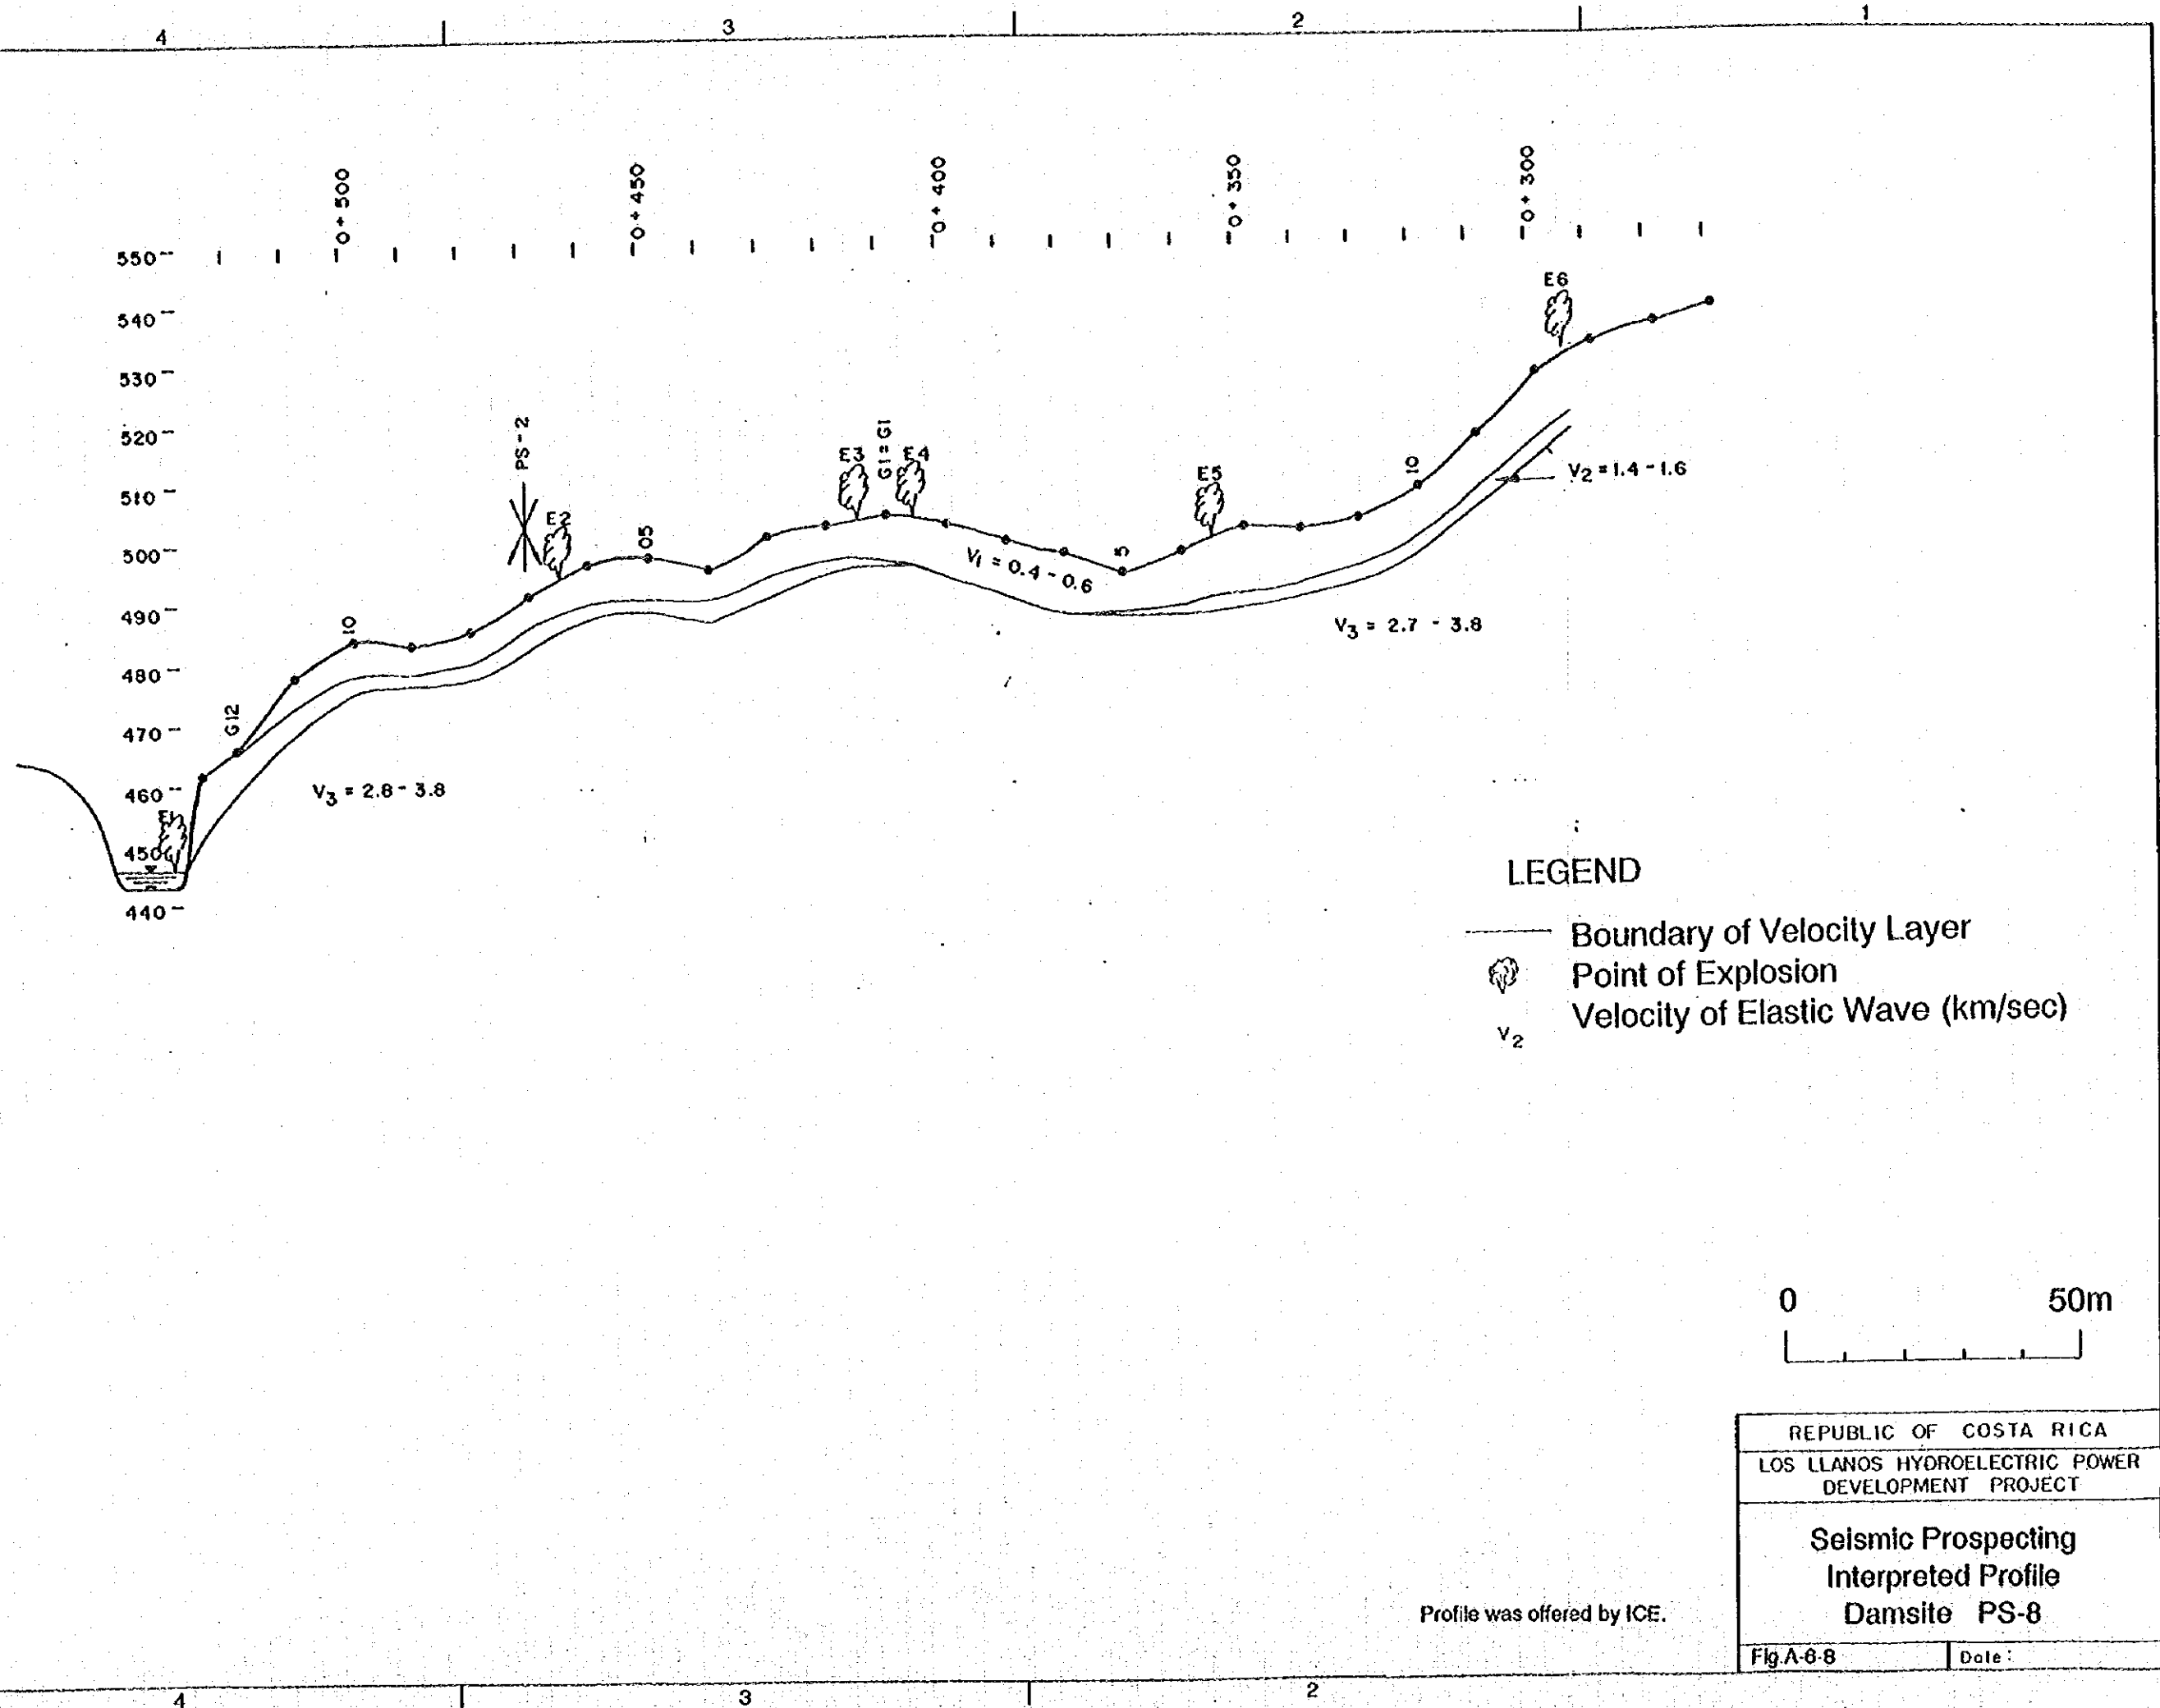 4 3 2 1
0+500 0+450 0+400 0+350 0+300
550
540
530
520
510
500
490
480
470
460
450
440
E6
PS-2
E2
05
E3
G1=G1
E4
E5
10
5
10
G12
E1
V1 = 0.4 - 0.6
V2 = 1.4 - 1.6
V3 = 2.7 - 3.8
V3 = 2.8 - 3.8
LEGEND
Boundary of Velocity Layer
Point of Explosion
V2 Velocity of Elastic Wave (km/sec)
0 50m
REPUBLIC OF COSTA RICA
LOS LLANOS HYDROELECTRIC POWER
DEVELOPMENT PROJECT
Seismic Prospecting
Interpreted Profile
Damsite PS-8
Fig.A-6-8 Date:
Profile was offered by ICE.
4 3 2